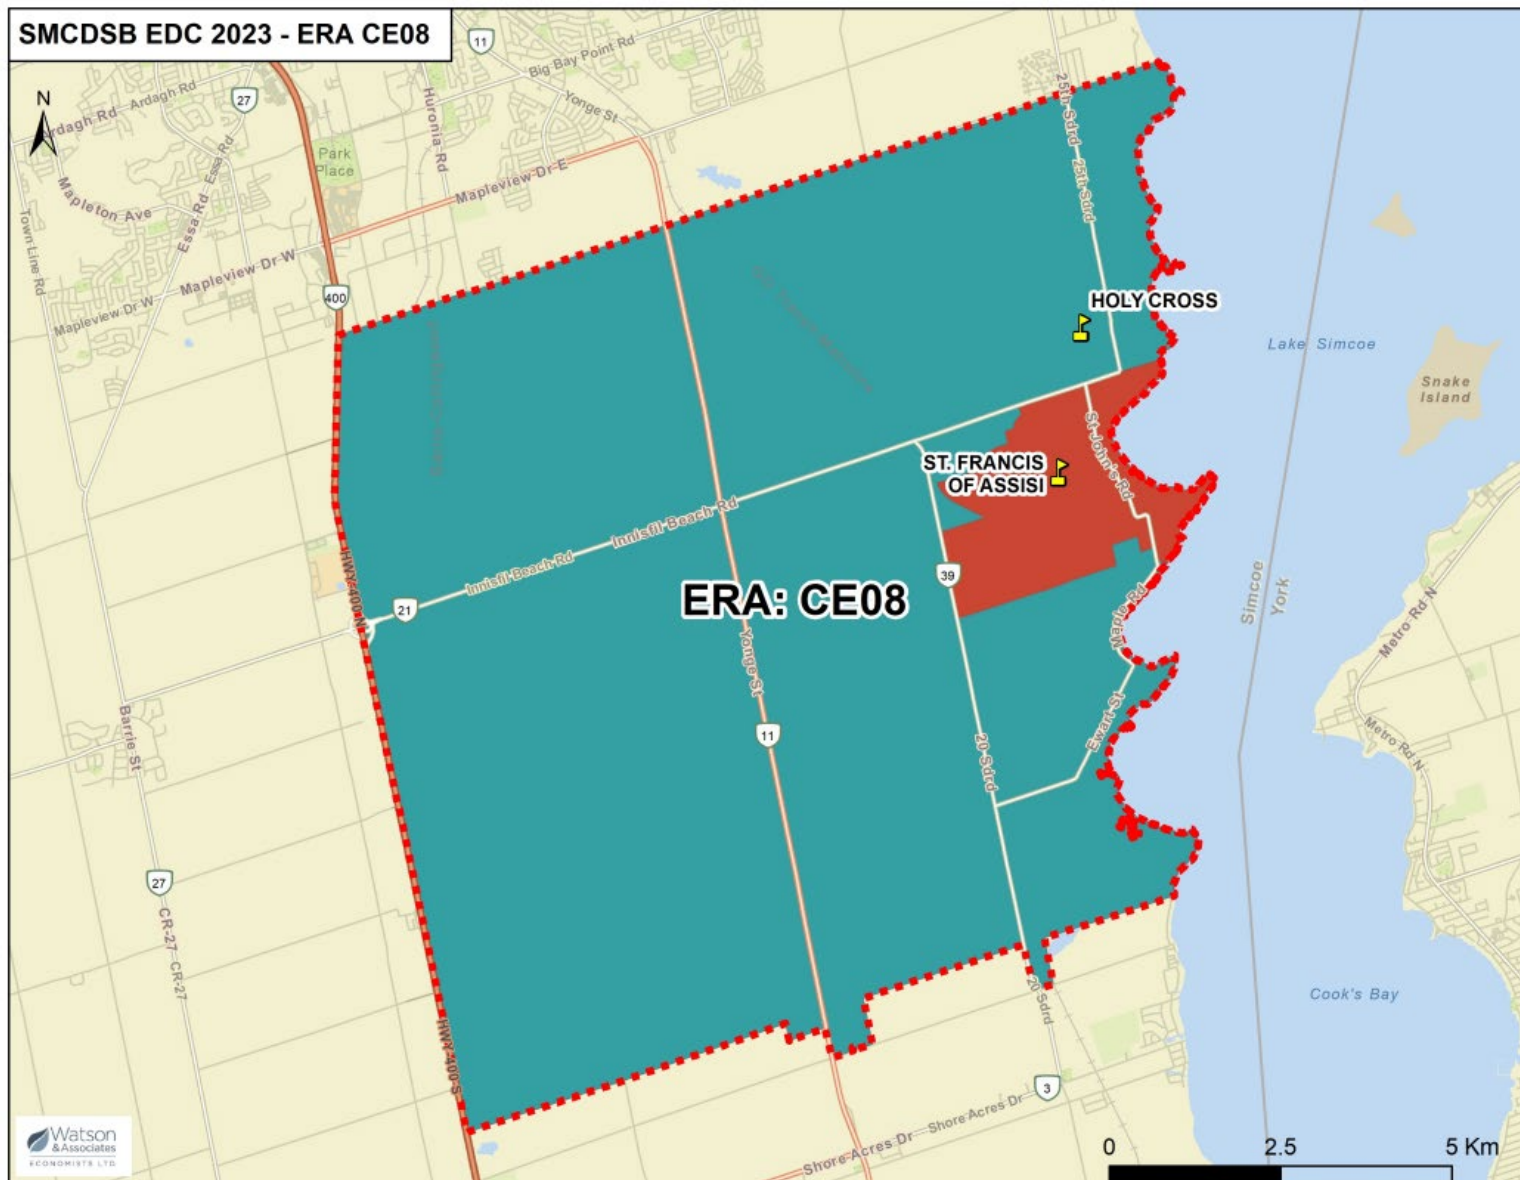 SMCDSB EDC 2023 - ERA CE08
N
11
Big Bay Point Rd
27
Ardagh Rd
Ardagh Rd
Huronia Rd
Yonge St
Essa Rd
Park
Place
25th Sdrd
25th Sdrd
Mapleton Ave
Essa Rd
Mapleview Dr E
Town Line Rd
Mapleview Dr W
Mapleview Dr W
400
HOLY CROSS
Lake Simcoe
Snake
Island
St John's Rd
ST. FRANCIS
OF ASSISI
Innisfil Beach Rd
Innisfil Beach Rd
HWY 400 N
21
39
ERA: CE08
Simcoe
York
Maple Rd
Metro Rd N
Yonge St
Barrie St
Ewart St
11
20 Sdrd
Metro Rd N
27
CR-27
CR-27
20 Sdrd
Cook's Bay
HWY 400 S
3
Shore Acres Dr
Shore Acres Dr
Watson
& Associates
ECONOMISTS LTD.
0 2.5 5 Km